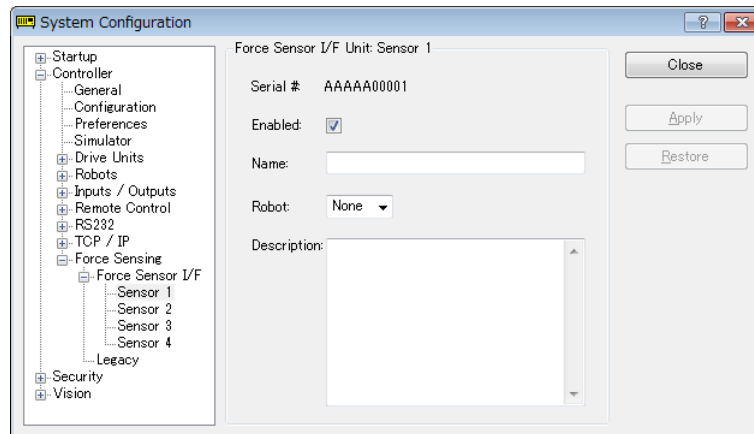 System Configuration
Startup
Controller
General
Configuration
Preferences
Simulator
Drive Units
Robots
Inputs / Outputs
Remote Control
RS232
TCP / IP
Force Sensing
Force Sensor I/F
Sensor 1
Sensor 2
Sensor 3
Sensor 4
Legacy
Security
Vision
Force Sensor I/F Unit: Sensor 1
Serial # AAAAA00001
Enabled:
Name:
Robot: None
Description:
Close
Apply
Restore